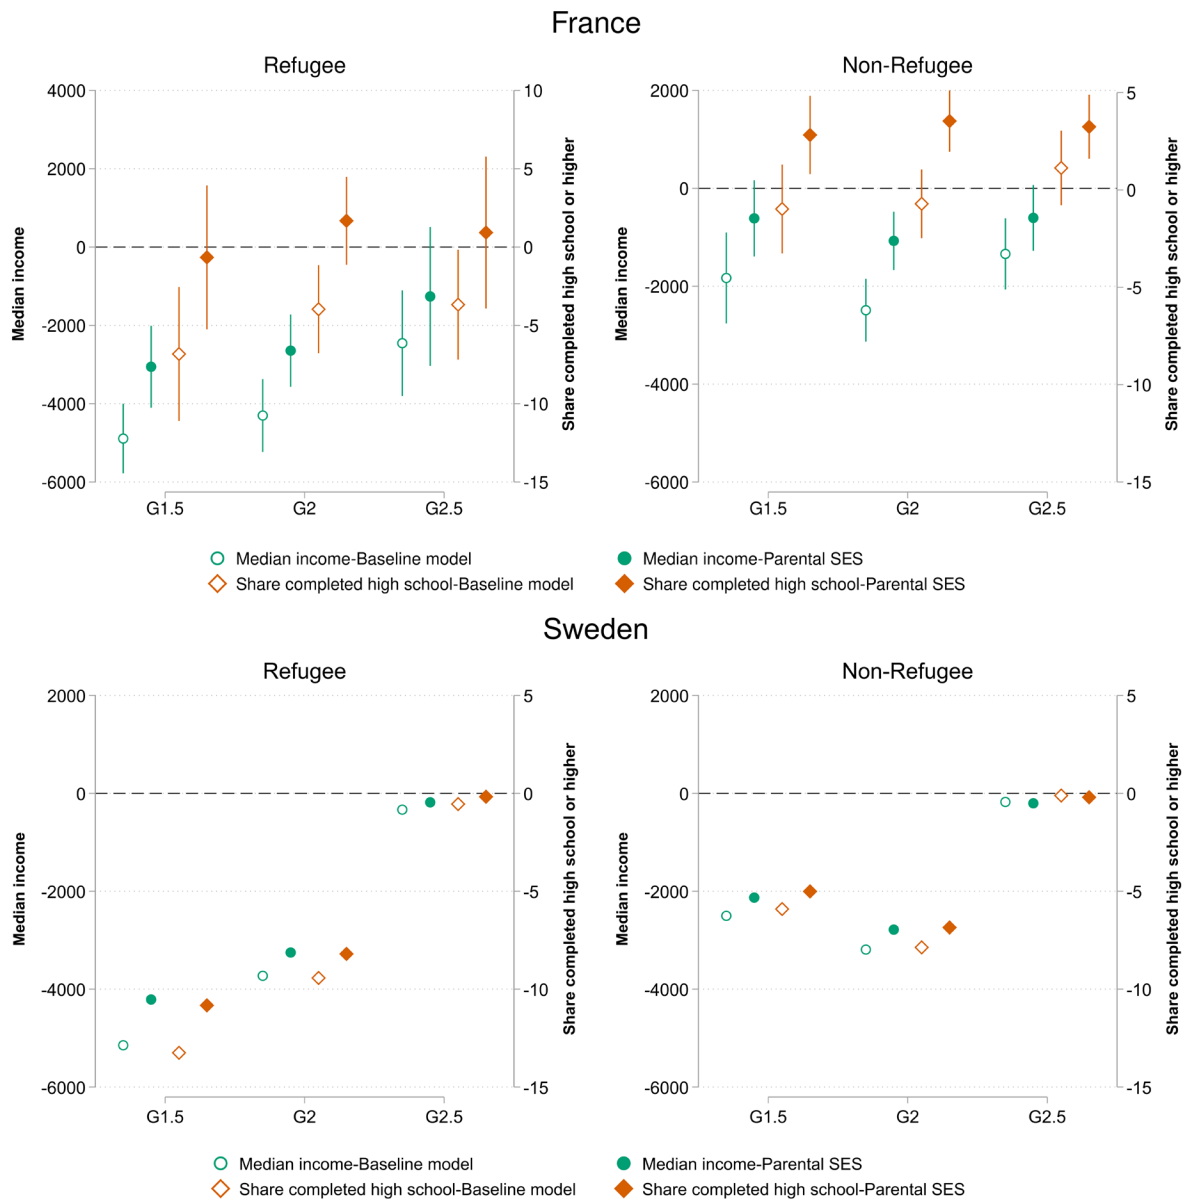 France
Refugee
Non-Refugee
4000
2000
0
-2000
-4000
-6000
Median income
10
5
0
-5
-10
-15
Share completed high school or higher
G1.5
G2
G2.5
2000
0
-2000
-4000
-6000
Median income
5
0
-5
-10
-15
Share completed high school or higher
G1.5
G2
G2.5
Median income-Baseline model
Median income-Parental SES
Share completed high school-Baseline model
Share completed high school-Parental SES
Sweden
Refugee
Non-Refugee
2000
0
-2000
-4000
-6000
Median income
5
0
-5
-10
-15
Share completed high school or higher
G1.5
G2
G2.5
2000
0
-2000
-4000
-6000
Median income
5
0
-5
-10
-15
Share completed high school or higher
G1.5
G2
G2.5
Median income-Baseline model
Median income-Parental SES
Share completed high school-Baseline model
Share completed high school-Parental SES